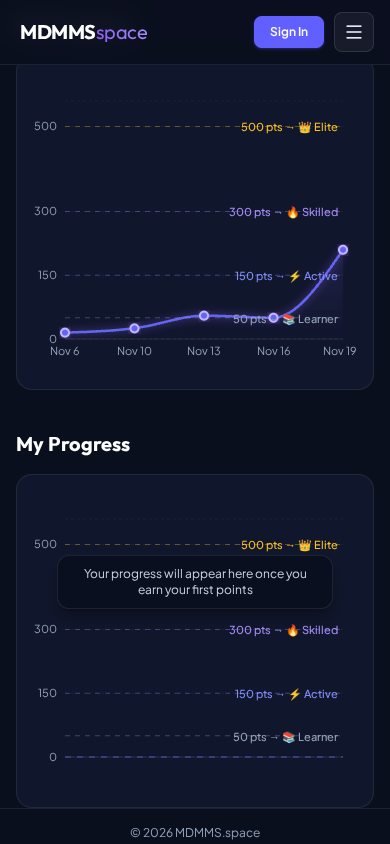 MDMMSspace
Sign In
500
500 pts → 👑 Elite
300
300 pts → 🔥 Skilled
150
150 pts → ⚡ Active
50 pts → 📚 Learner
0
Nov 6 Nov 10 Nov 13 Nov 16 Nov 19
My Progress
500
500 pts → 👑 Elite
Your progress will appear here once you
earn your first points
300
300 pts → 🔥 Skilled
150
150 pts → ⚡ Active
50 pts → 📚 Learner
0
© 2026 MDMMS.space